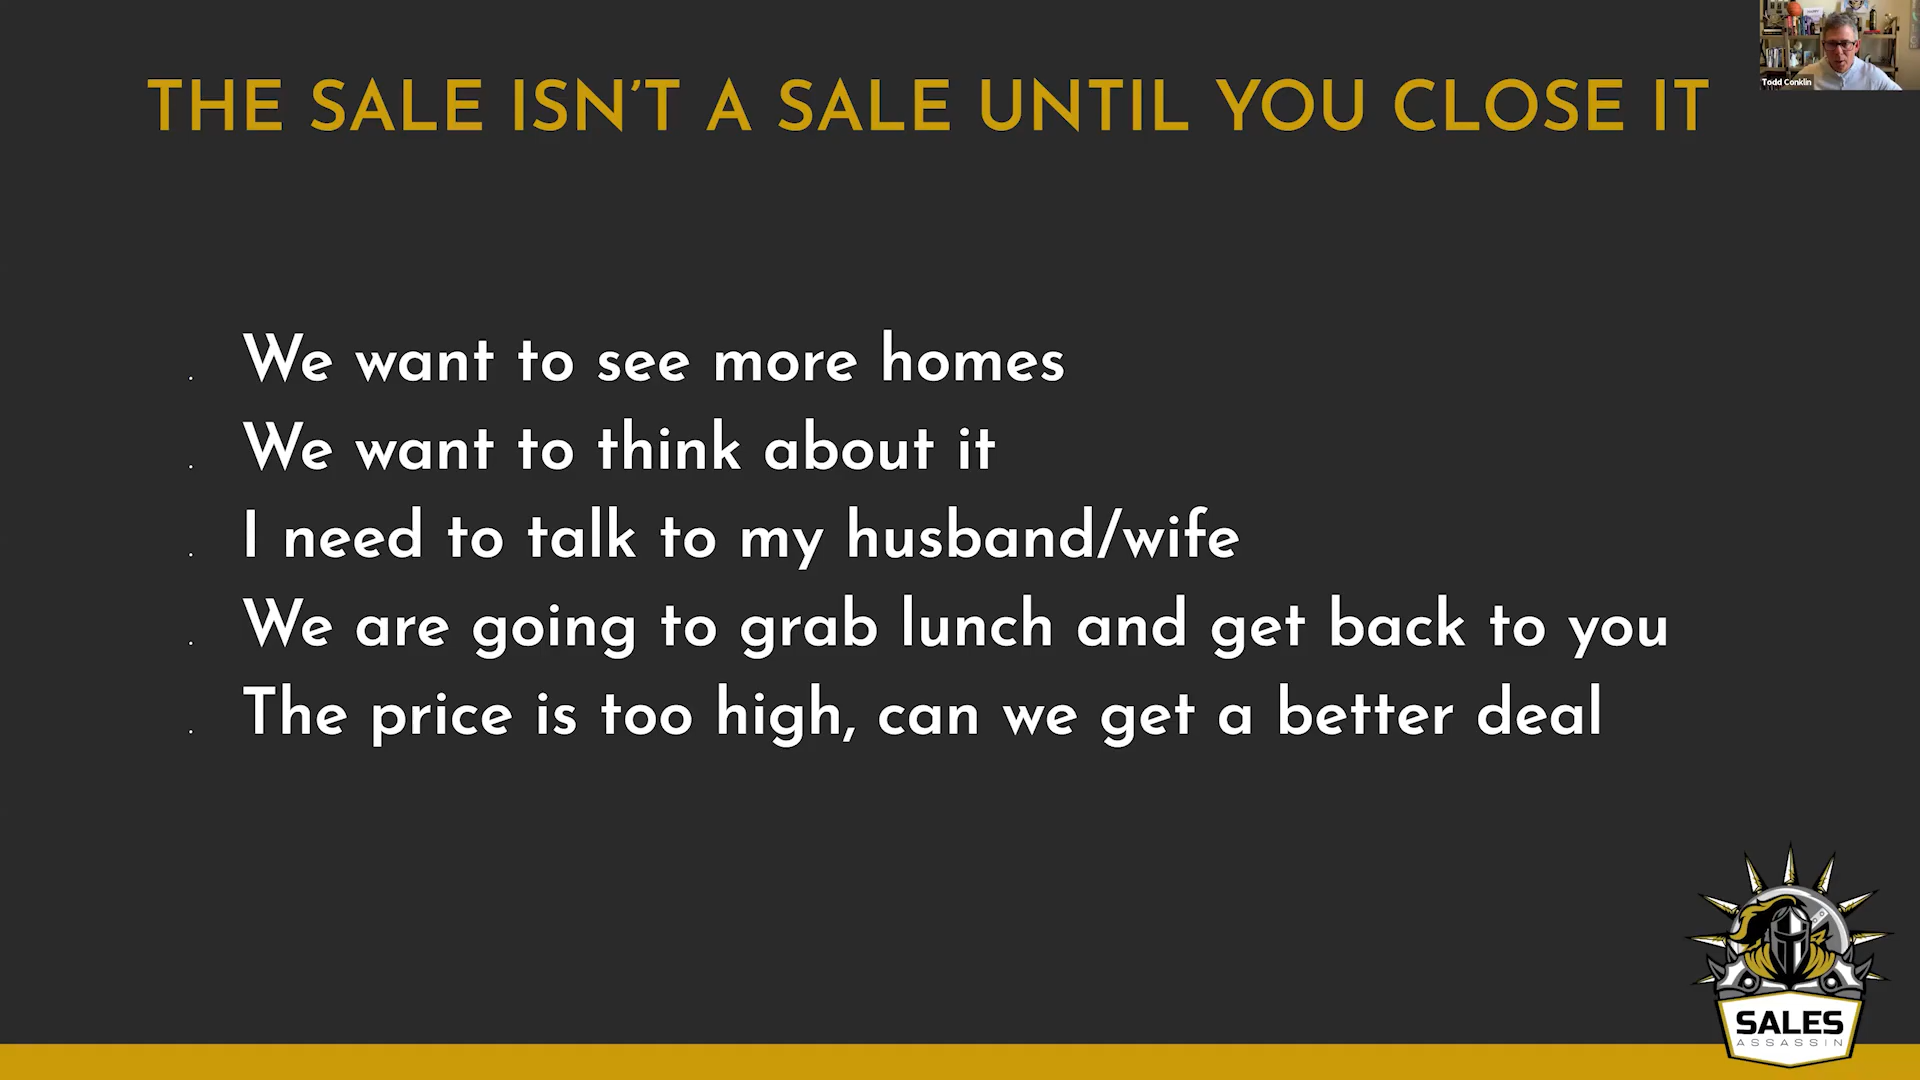 THE SALE ISN'T A SALE UNTIL YOU CLOSE IT
Todd Conklin
. We want to see more homes
. We want to think about it
. I need to talk to my husband/wife
. We are going to grab lunch and get back to you
. The price is too high, can we get a better deal
SALES
ASSASSIN